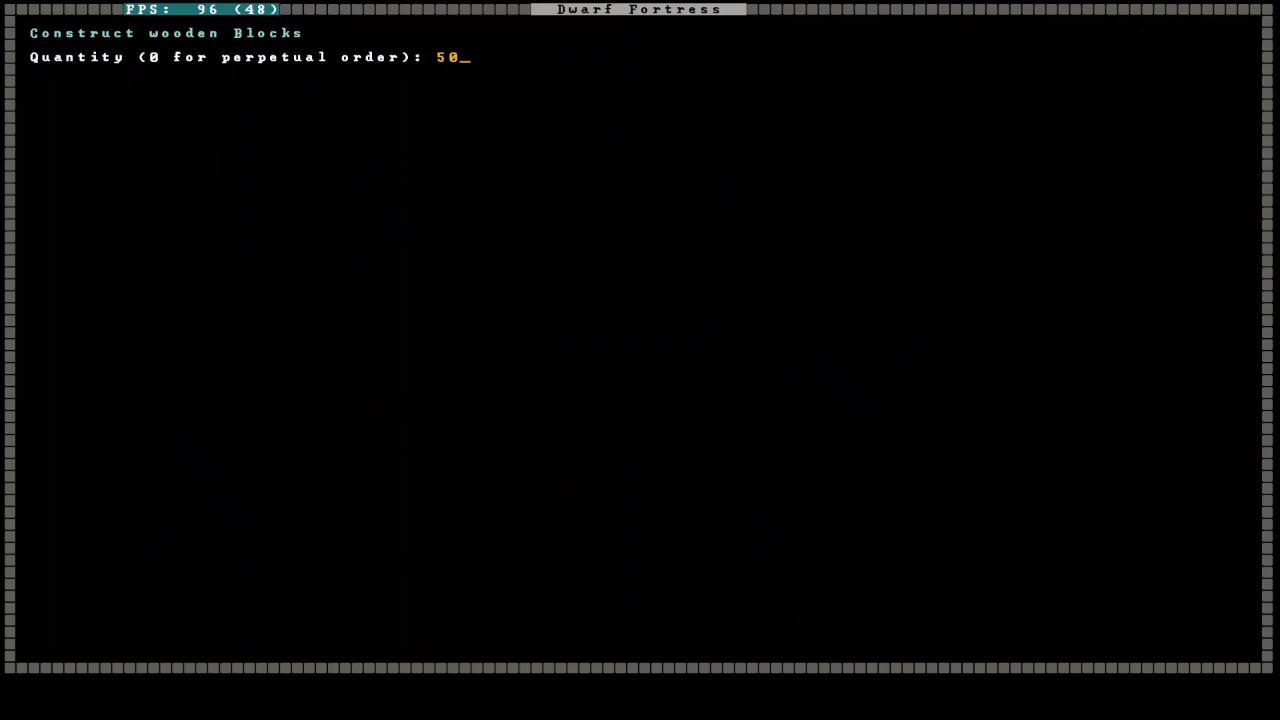 FPS: 96 (48) Dwarf Fortress
Construct wooden Blocks
Quantity (0 for perpetual order): 50_